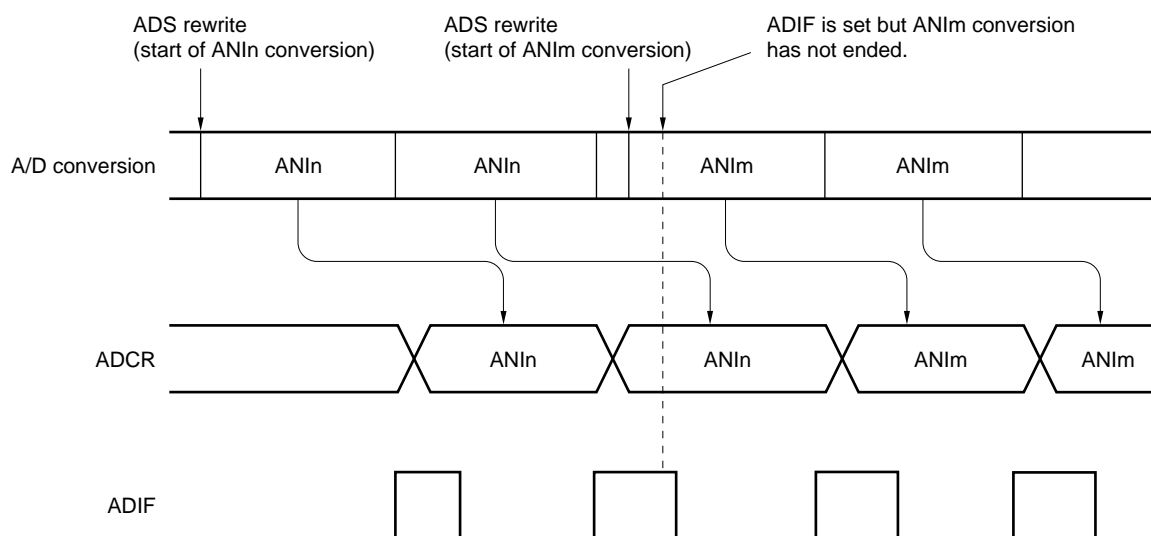 ADS rewrite
(start of ANIn conversion)
ADS rewrite
(start of ANIm conversion)
ADIF is set but ANIm conversion
has not ended.
A/D conversion
ANIn
ANIn
ANIm
ANIm
ADCR
ANIn
ANIn
ANIm
ANIm
ADIF